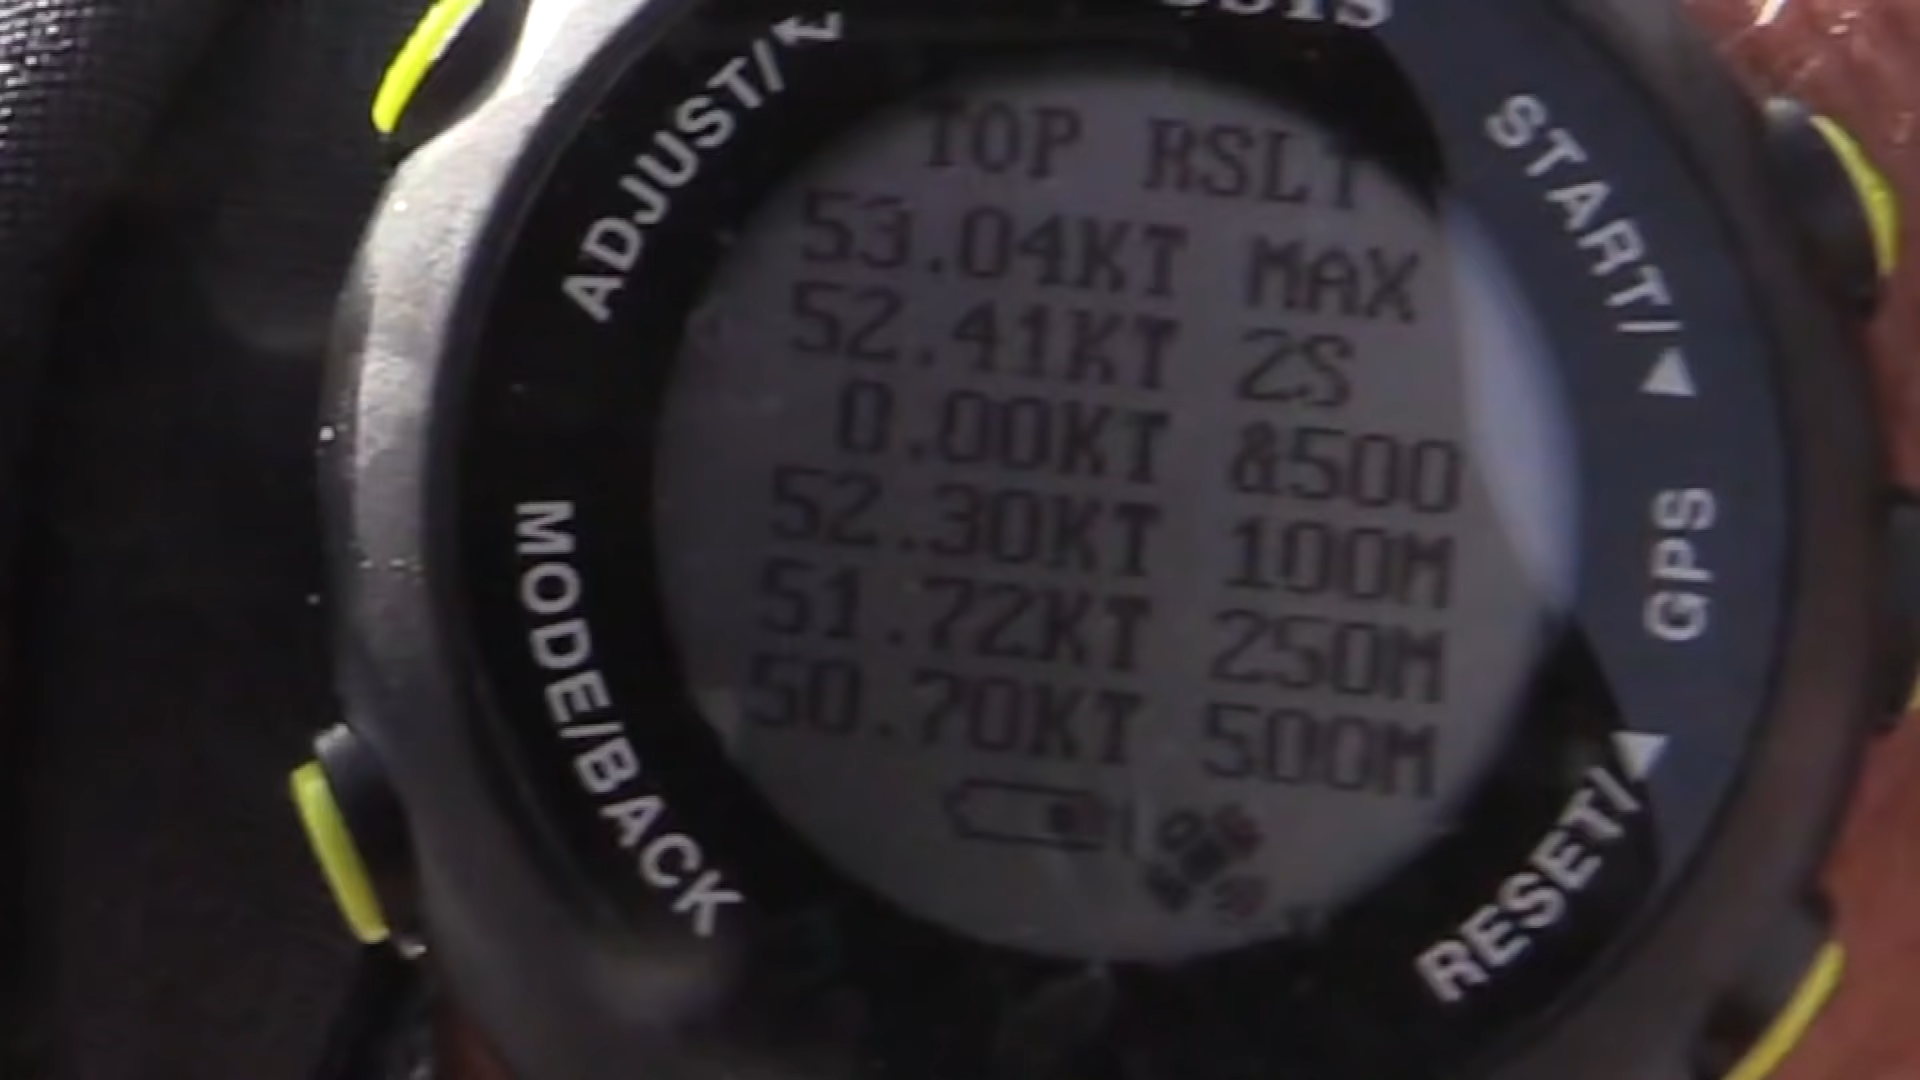 TOP RSLT
53.04KT MAX
52.41KT 2S
0.00KT &500
52.30KT 100M
51.72KT 250M
50.70KT 500M
ADJUST/
MODE/BACK
START/▲
GPS
RESET/▲